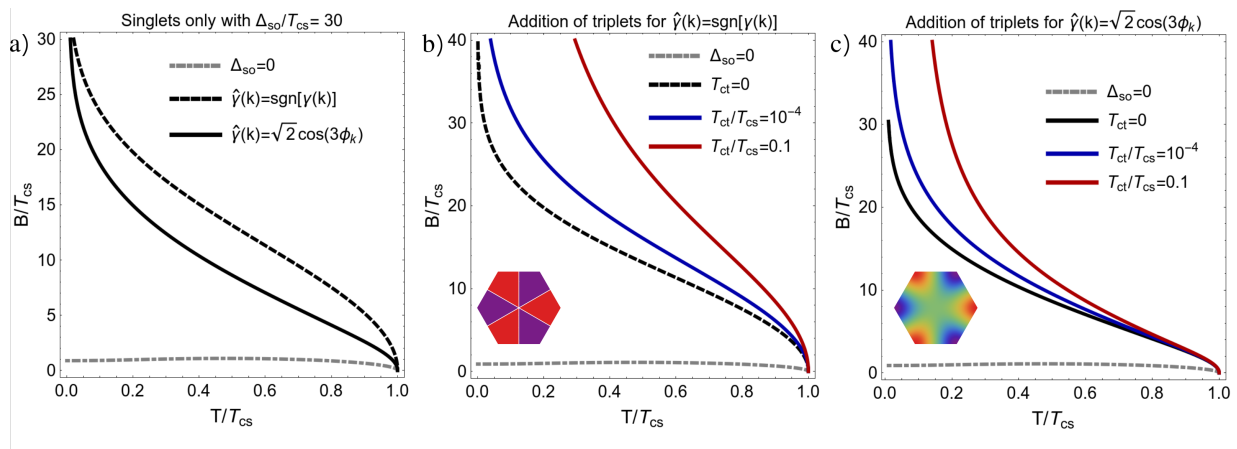 a)
Singlets only with Δso/Tcs= 30
B/Tcs
30
25
20
15
10
5
0
Δso=0
γ̂(k)=sgn[γ(k)]
γ̂(k)=√2cos(3ϕk)
0.0 0.2 0.4 0.6 0.8 1.0
T/Tcs
b)
Addition of triplets for γ̂(k)=sgn[γ(k)]
B/Tcs
40
30
20
10
0
Δso=0
Tct=0
Tct/Tcs=10⁻⁴
Tct/Tcs=0.1
0.0 0.2 0.4 0.6 0.8 1.0
T/Tcs
c)
Addition of triplets for γ̂(k)=√2cos(3ϕk)
B/Tcs
40
30
20
10
0
Δso=0
Tct=0
Tct/Tcs=10⁻⁴
Tct/Tcs=0.1
0.0 0.2 0.4 0.6 0.8 1.0
T/Tcs